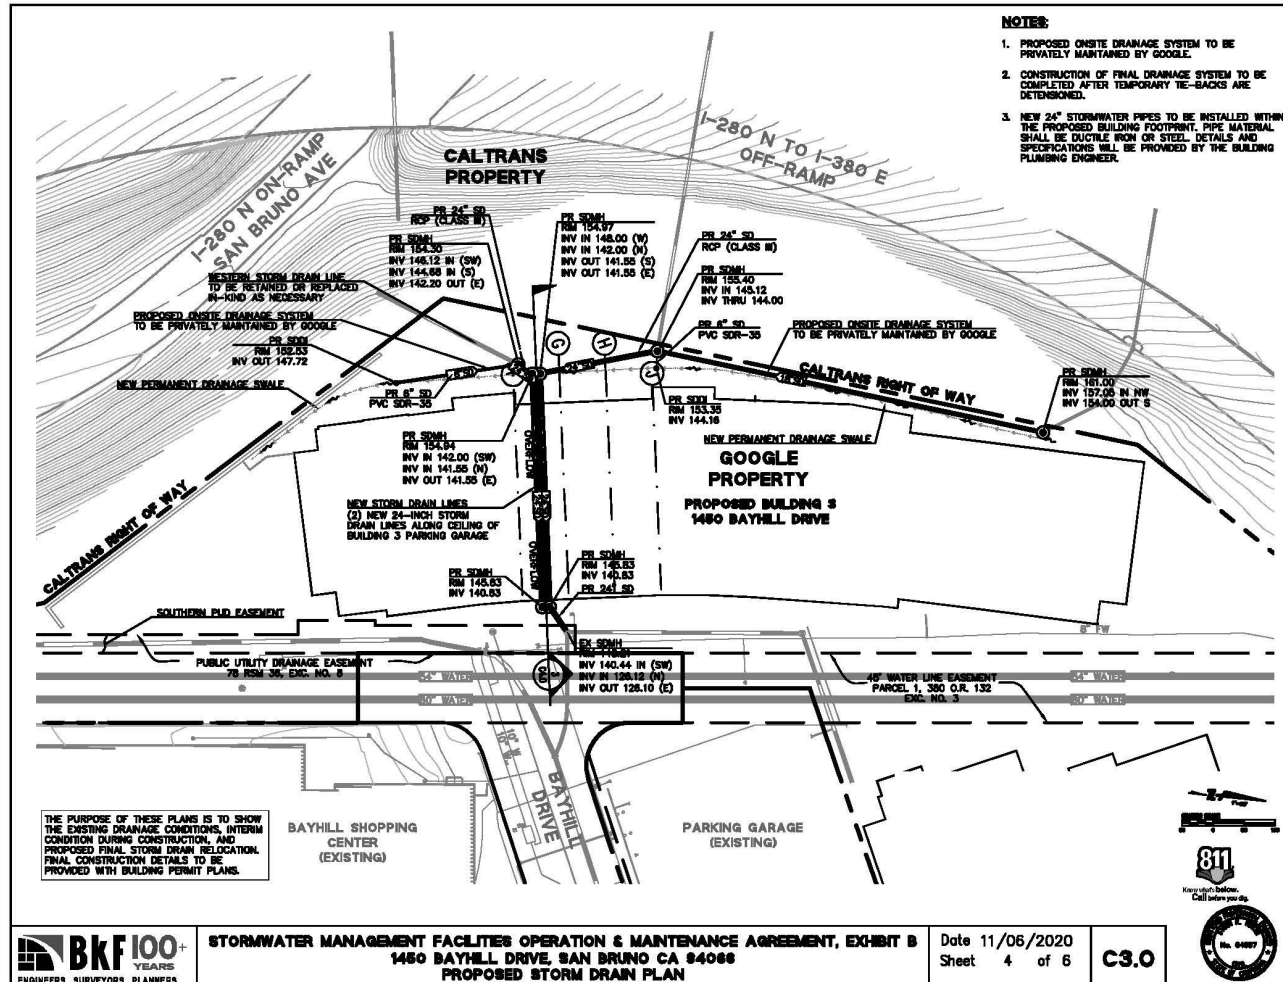 NOTES:
1. PROPOSED ONSITE DRAINAGE SYSTEM TO BE
PRIVATELY MAINTAINED BY GOOGLE.
2. CONSTRUCTION OF FINAL DRAINAGE SYSTEM TO BE
COMPLETED AFTER TEMPORARY TIE-BACKS ARE
DETENSIONED.
3. NEW 24" STORMWATER PIPES TO BE INSTALLED WITHIN
THE PROPOSED BUILDING FOOTPRINT. PIPE MATERIAL
SHALL BE DUCTILE IRON OR STEEL. DETAILS AND
SPECIFICATIONS WILL BE PROVIDED BY THE BUILDING
PLUMBING ENGINEER.
I-280 N ON-RAMP
SAN BRUNO AVE
CALTRANS
PROPERTY
I-280 N TO I-380 E
OFF-RAMP
PR 24" SD
RCP (CLASS III)
PR SDMH
RIM 154.30
INV 146.12 IN (SW)
INV 144.68 IN (S)
INV 142.20 OUT (E)
PR SDMH
RIM 154.97
INV IN 148.00 (W)
INV IN 142.00 (N)
INV OUT 141.55 (S)
INV OUT 141.55 (E)
PR 24" SD
RCP (CLASS III)
PR SDMH
RIM 155.40
INV IN 145.12
INV THRU 144.00
WESTERN STORM DRAIN LINE
TO BE RETAINED OR REPLACED
IN-KIND AS NECESSARY
PROPOSED ONSITE DRAINAGE SYSTEM
TO BE PRIVATELY MAINTAINED BY GOOGLE
PR SDDI
RIM 152.53
INV OUT 147.72
NEW PERMANENT DRAINAGE SWALE
PR 6" SD
PVC SDR-35
G
H
J
PR 6" SD
PVC SDR-35
PROPOSED ONSITE DRAINAGE SYSTEM
TO BE PRIVATELY MAINTAINED BY GOOGLE
CALTRANS RIGHT OF WAY
PR SDMH
RIM 161.00
INV 157.05 IN NW
INV 154.00 OUT S
PR SDDI
RIM 153.35
INV 144.16
NEW PERMANENT DRAINAGE SWALE
PR SDMH
RIM 154.94
INV IN 142.00 (SW)
INV IN 141.55 (N)
INV OUT 141.55 (E)
OVERFLOW
GOOGLE
PROPERTY
PROPOSED BUILDING 3
1450 BAYHILL DRIVE
NEW STORM DRAIN LINES
(2) NEW 24-INCH STORM
DRAIN LINES ALONG CEILING OF
BUILDING 3 PARKING GARAGE
OVERFLOW
CALTRANS RIGHT OF WAY
PR SDMH
RIM 145.83
INV 140.83
PR SDMH
RIM 145.83
INV 140.83
PR 24" SD
SOUTHERN PUD EASEMENT
8" FW
PUBLIC UTILITY DRAINAGE EASEMENT
EX SDMH
INV 140.44 IN (SW)
INV IN 126.12 (N)
INV OUT 126.10 (E)
54" WATER
60" WATER
45' WATER LINE EASEMENT
PARCEL 1, 380 O.R. 132
EXC. NO. 3
54" WATER
60" WATER
10" W
10" W
BAYHILL
DRIVE
THE PURPOSE OF THESE PLANS IS TO SHOW
THE EXISTING DRAINAGE CONDITIONS, INTERIM
CONDITION DURING CONSTRUCTION, AND
PROPOSED FINAL STORM DRAIN RELOCATION.
FINAL CONSTRUCTION DETAILS TO BE
PROVIDED WITH BUILDING PERMIT PLANS.
BAYHILL SHOPPING
CENTER
(EXISTING)
PARKING GARAGE
(EXISTING)
811
Know what's below.
Call before you dig.
BKF 100+
YEARS
ENGINEERS SURVEYORS PLANNERS
STORMWATER MANAGEMENT FACILITIES OPERATION & MAINTENANCE AGREEMENT, EXHIBIT B
1450 BAYHILL DRIVE, SAN BRUNO CA 94066
PROPOSED STORM DRAIN PLAN
Date 11/06/2020
Sheet 4 of 6
C3.0